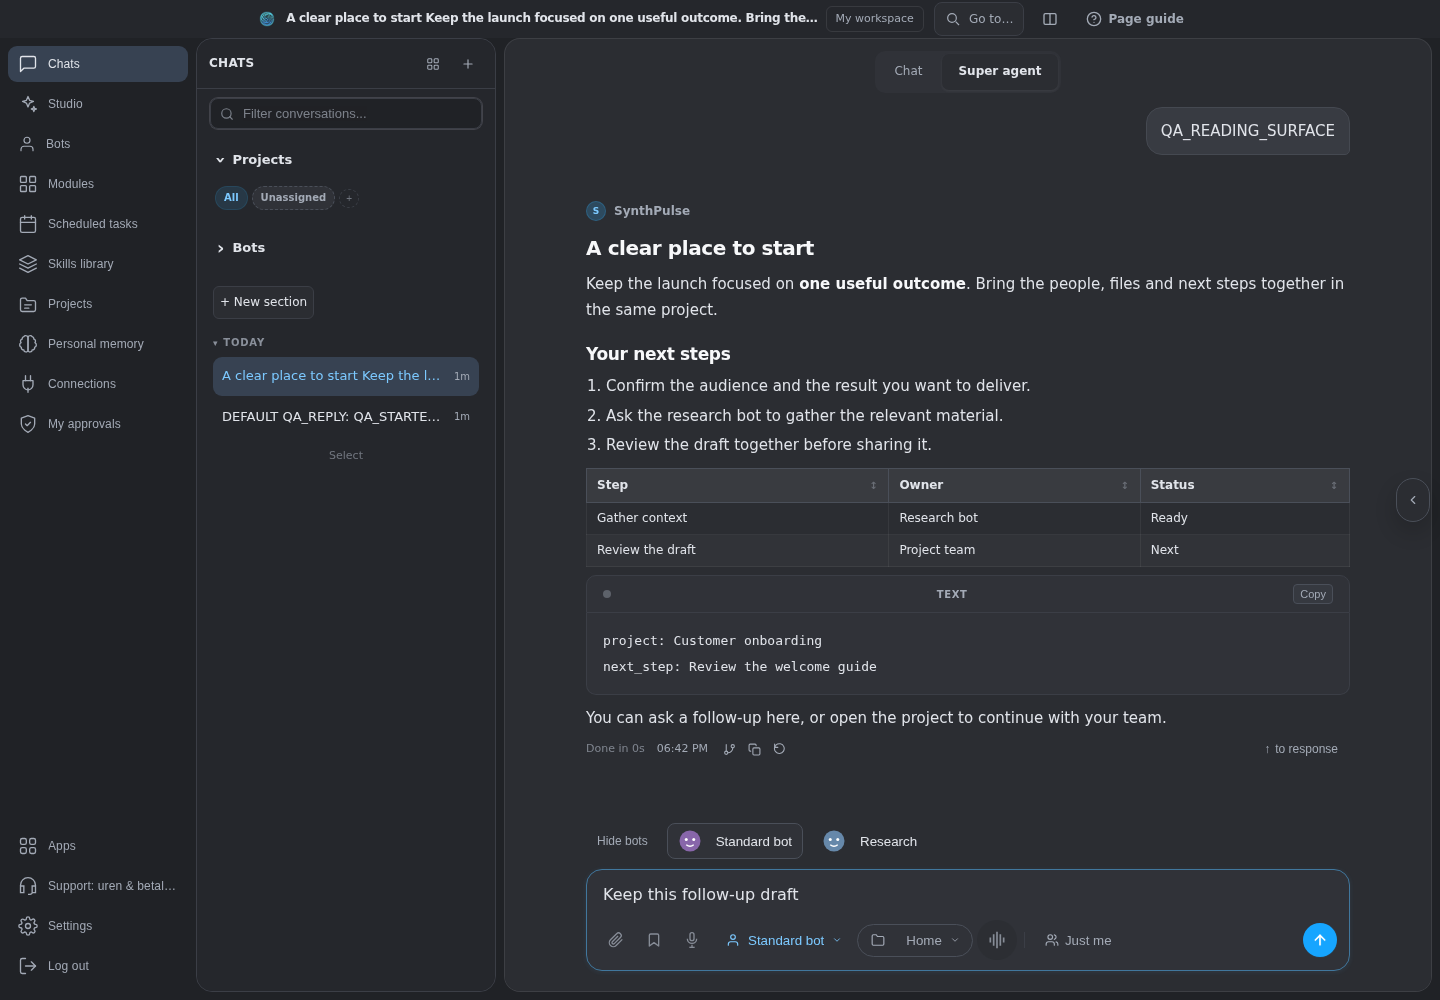 A clear place to start Keep the launch focused on one useful outcome. Bring the…
My workspace
Go to…
Page guide
Chats
Studio
Bots
Modules
Scheduled tasks
Skills library
Projects
Personal memory
Connections
My approvals
Apps
Support: uren & betal…
Settings
Log out
CHATS
Filter conversations...
Projects
All
Unassigned
+
Bots
+ New section
TODAY
A clear place to start Keep the l… 1m
DEFAULT QA_REPLY: QA_STARTE… 1m
Select
Chat
Super agent
QA_READING_SURFACE
S
SynthPulse
A clear place to start
Keep the launch focused on one useful outcome. Bring the people, files and next steps together in
the same project.
Your next steps
1. Confirm the audience and the result you want to deliver.
2. Ask the research bot to gather the relevant material.
3. Review the draft together before sharing it.
Step Owner Status
Gather context Research bot Ready
Review the draft Project team Next
TEXT
Copy
project: Customer onboarding
next_step: Review the welcome guide
You can ask a follow-up here, or open the project to continue with your team.
Done in 0s 06:42 PM
↑ to response
Hide bots
Standard bot
Research
Keep this follow-up draft
Standard bot
Home
Just me